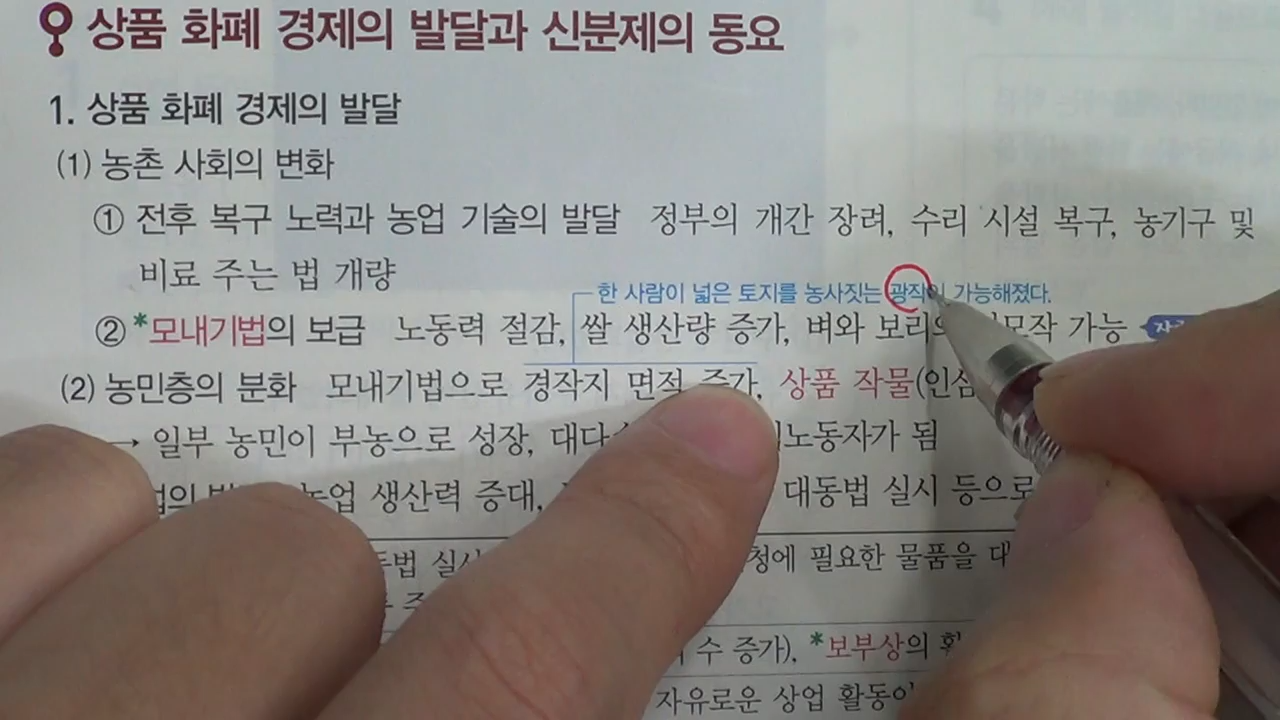 상품 화폐 경제의 발달과 신분제의 동요
1. 상품 화폐 경제의 발달
(1) 농촌 사회의 변화
① 전후 복구 노력과 농업 기술의 발달 정부의 개간 장려, 수리 시설 복구, 농기구 및
비료 주는 법 개량
한 사람이 넓은 토지를 농사짓는 광작이 가능해졌다.
② *모내기법의 보급 노동력 절감, 쌀 생산량 증가, 벼와 보리의 가능
(2) 농민층의 분화 모내기법으로 경작지 면적 증가, 상품 작물(인삼
→ 일부 농민이 부농으로 성장, 노동자가 됨
농업 생산력 증대, 대동법 실시 등으로
필요한 물품을
수 증가), *보부상의
자유로운 상업 활동이